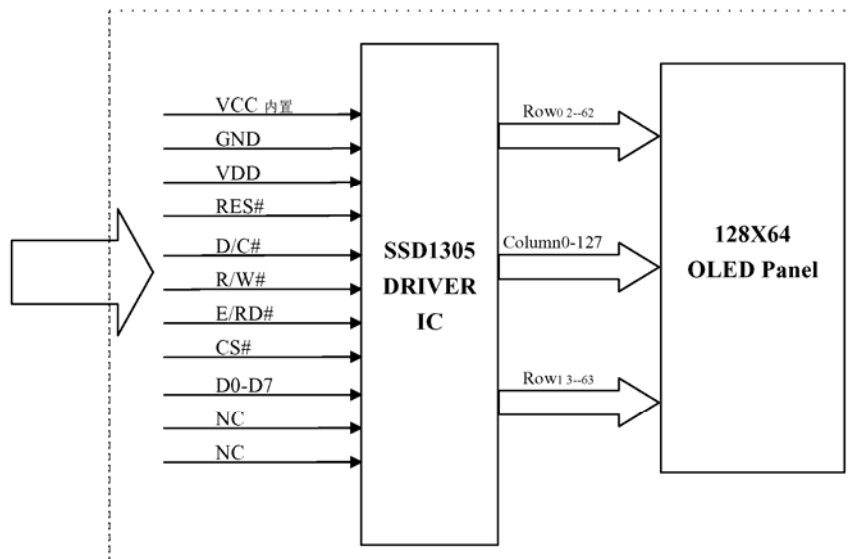 VCC 内置
GND
VDD
RES#
D/C#
R/W#
E/RD#
CS#
D0-D7
NC
NC
SSD1305
DRIVER
IC
Row0 2--62
Column0-127
Row1 3--63
128X64
OLED Panel